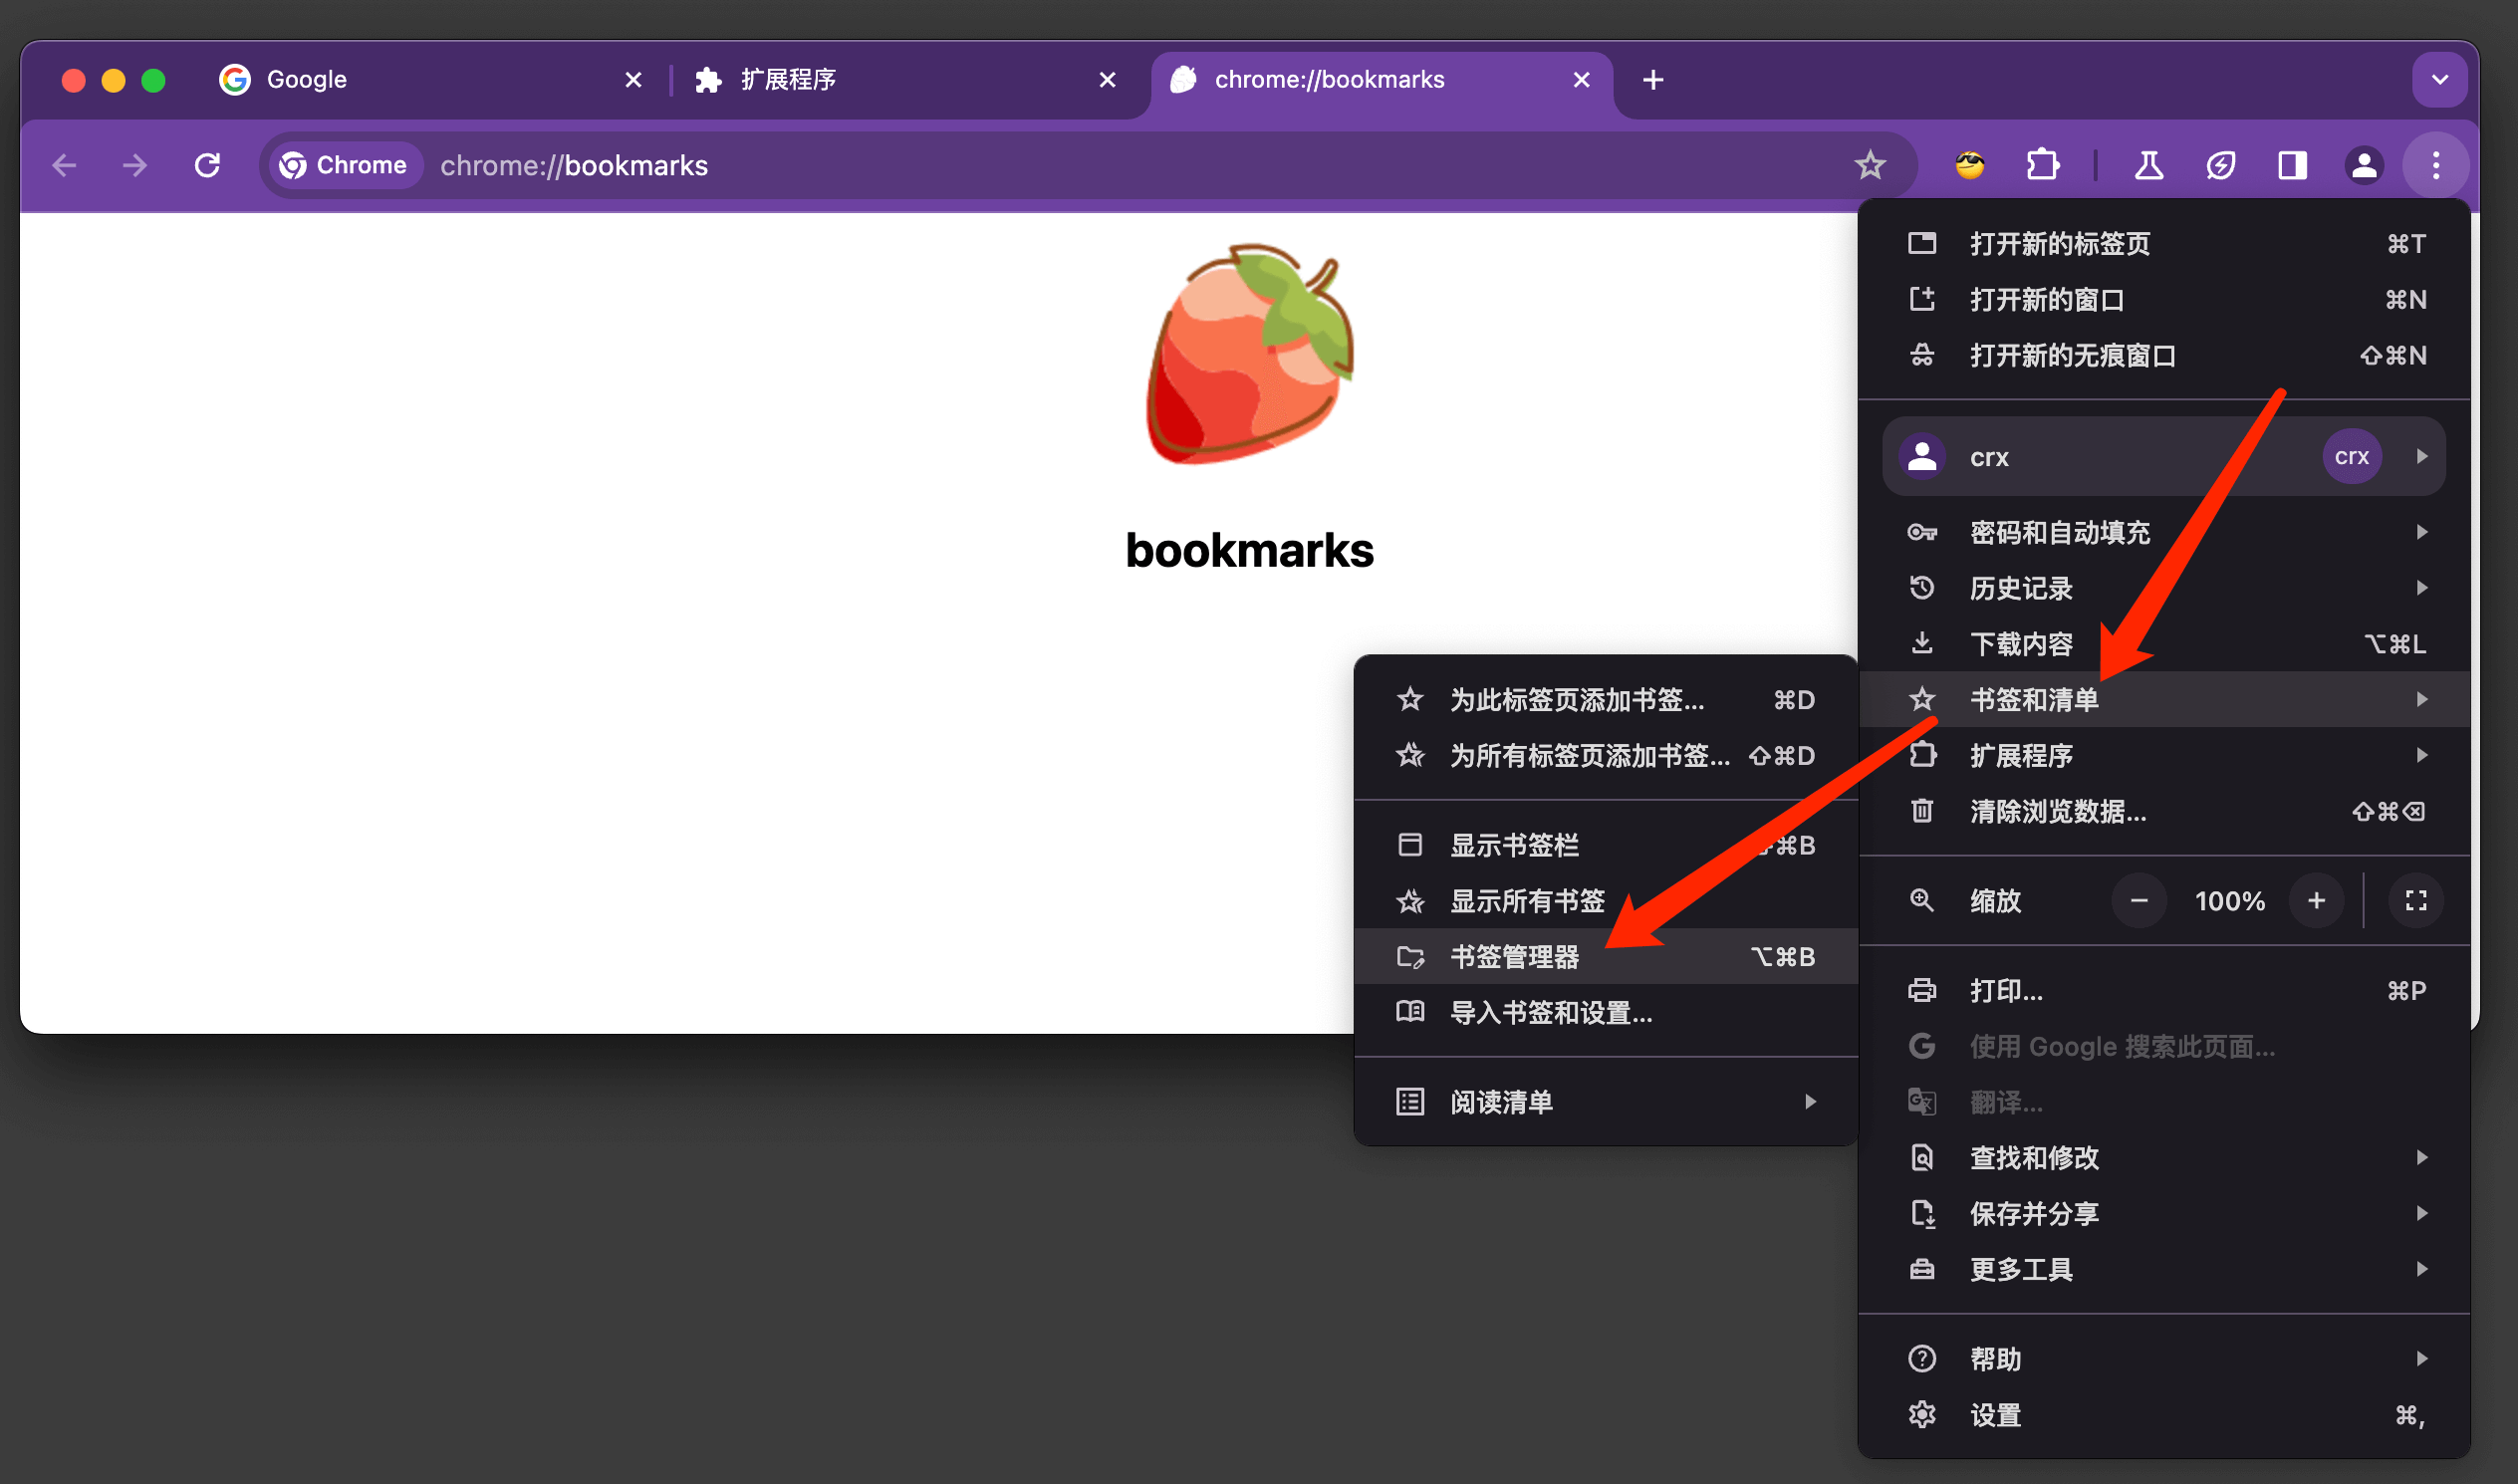 Google
扩展程序
chrome://bookmarks
Chrome
chrome://bookmarks
bookmarks
打开新的标签页 ⌘T
打开新的窗口 ⌘N
打开新的无痕窗口 ⇧⌘N
crx crx
密码和自动填充
历史记录
下载内容 ⌥⌘L
书签和清单
扩展程序
清除浏览数据... ⇧⌘⌫
缩放 − 100% +
打印... ⌘P
使用 Google 搜索此页面...
翻译...
查找和修改
保存并分享
更多工具
帮助
设置 ⌘,
为此标签页添加书签... ⌘D
为所有标签页添加书签... ⇧⌘D
显示书签栏 ⌘B
显示所有书签
书签管理器 ⌥⌘B
导入书签和设置...
阅读清单